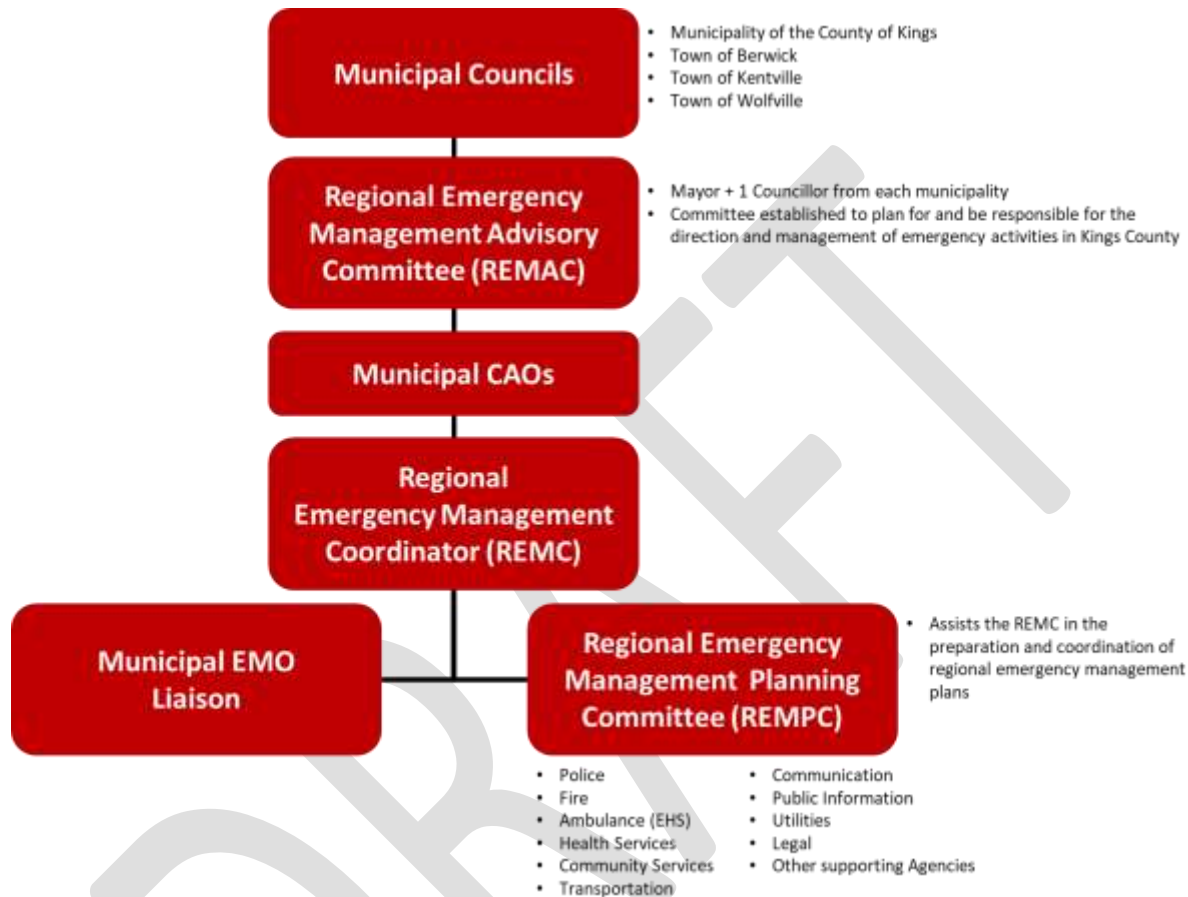 Municipal Councils
• Municipality of the County of Kings
• Town of Berwick
• Town of Kentville
• Town of Wolfville
Regional Emergency
Management Advisory
Committee (REMAC)
• Mayor + 1 Councillor from each municipality
• Committee established to plan for and be responsible for the
direction and management of emergency activities in Kings County
Municipal CAOs
Regional
Emergency Management
Coordinator (REMC)
Municipal EMO
Liaison
Regional Emergency
Management Planning
Committee (REMPC)
• Assists the REMC in the
preparation and coordination of
regional emergency management
plans
• Police
• Fire
• Ambulance (EHS)
• Health Services
• Community Services
• Transportation
• Communication
• Public Information
• Utilities
• Legal
• Other supporting Agencies
DRAFT